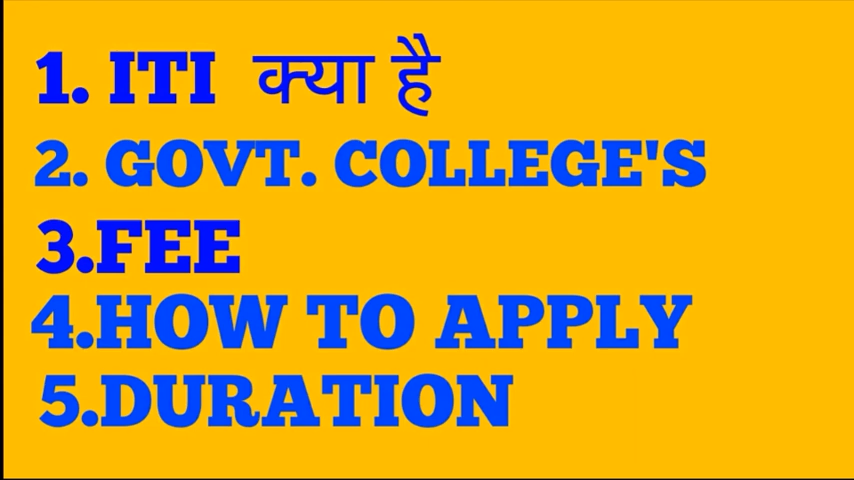 1. ITI क्या है
2. GOVT. COLLEGE'S
3.FEE
4.HOW TO APPLY
5.DURATION